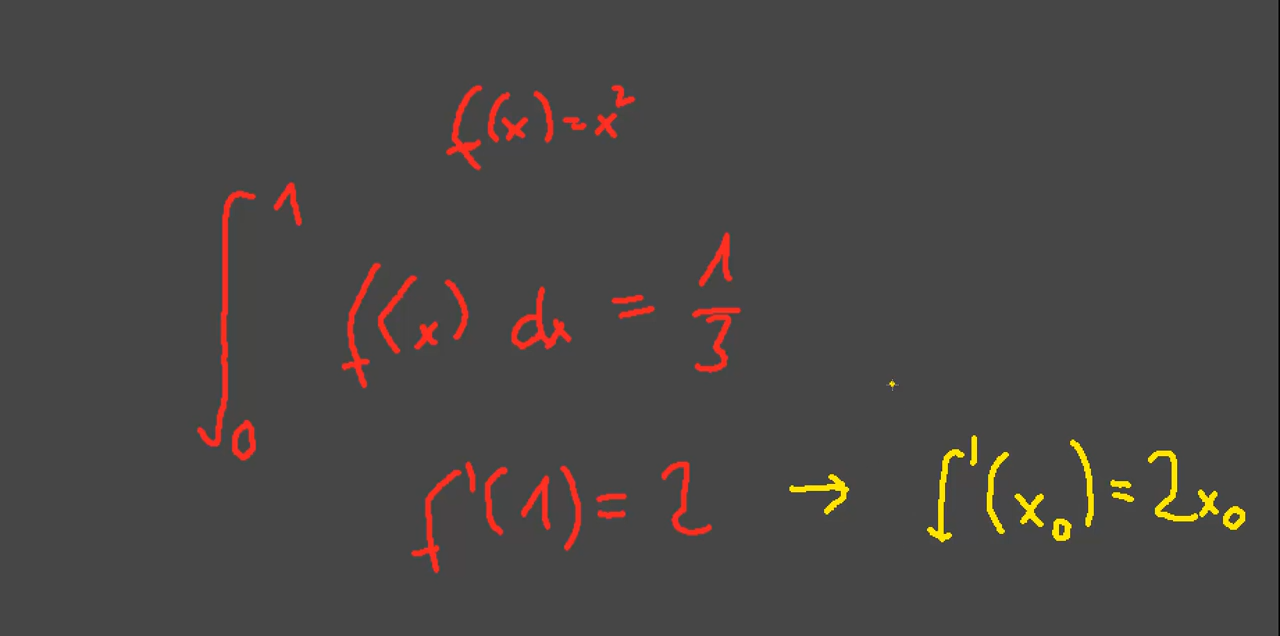 f(x)=x²
∫₀¹ f(x) dx = 1/3
f'(1)=2 → f'(x₀)=2x₀